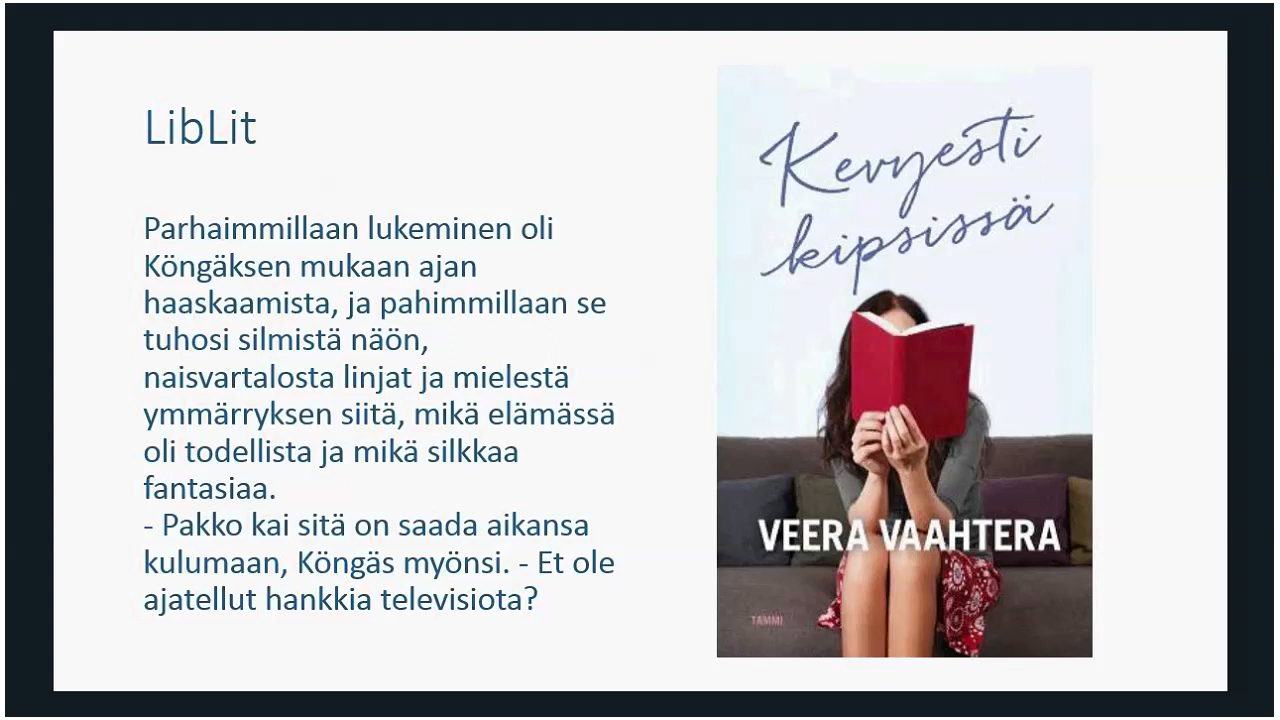 LibLit
Parhaimmillaan lukeminen oli
Köngäksen mukaan ajan
haaskaamista, ja pahimmillaan se
tuhosi silmistä näön,
naisvartalosta linjat ja mielestä
ymmärryksen siitä, mikä elämässä
oli todellista ja mikä silkkaa
fantasiaa.
- Pakko kai sitä on saada aikansa
kulumaan, Köngäs myönsi. - Et ole
ajatellut hankkia televisiota?
Kevyesti
kipsissä
VEERA VAAHTERA
TAMMI